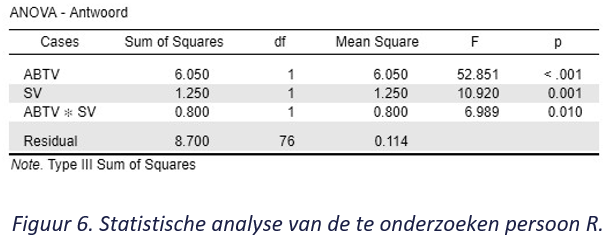 ANOVA - Antwoord
Cases Sum of Squares df Mean Square F p
ABTV 6.050 1 6.050 52.851 < .001
SV 1.250 1 1.250 10.920 0.001
ABTV ✻ SV 0.800 1 0.800 6.989 0.010
Residual 8.700 76 0.114
Note. Type III Sum of Squares
Figuur 6. Statistische analyse van de te onderzoeken persoon R.